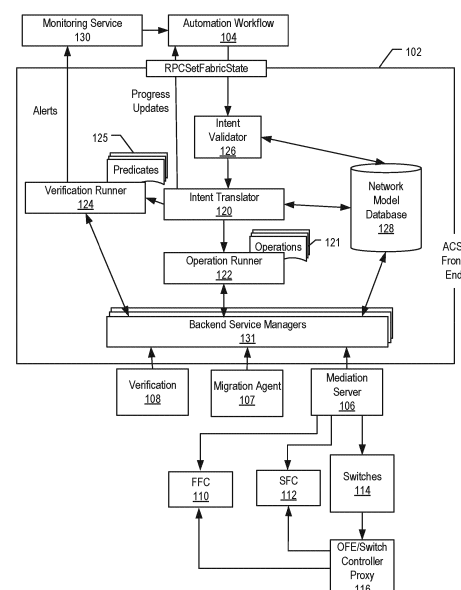 Monitoring Service
130
Automation Workflow
104
102
RPCSetFabricState
Progress
Updates
Alerts
Intent
Validator
126
125
Predicates
Verification Runner
124
Intent Translator
120
Network
Model
Database
128
Operations
121
Operation Runner
122
ACS
Front
End
Backend Service Managers
131
Verification
108
Migration Agent
107
Mediation
Server
106
FFC
110
SFC
112
Switches
114
OFE/Switch
Controller
Proxy
116